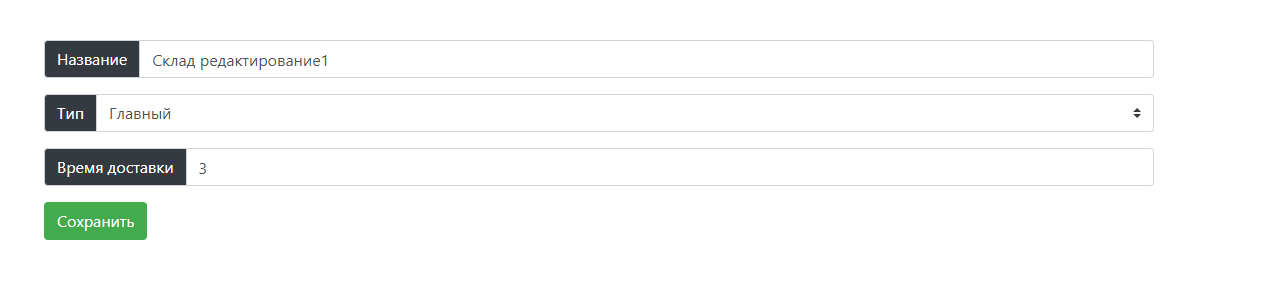 Название Склад редактирование1
Тип Главный
Время доставки 3
Сохранить